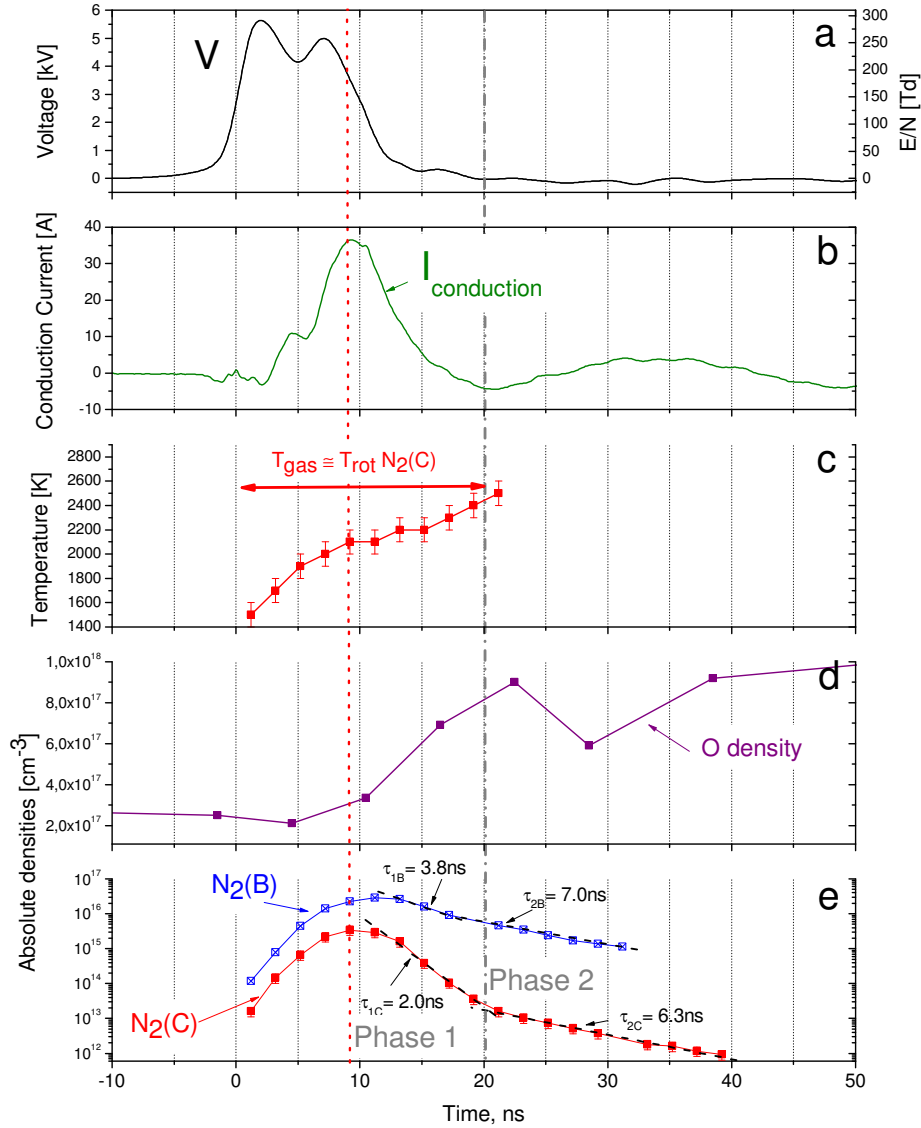 6
5
4
3
2
1
0
Voltage [kV]
V
a
300
250
200
150
100
50
0
E/N [Td]
40
30
20
10
0
-10
Conduction Current [A]
I conduction
b
2800
2600
2400
2200
2000
1800
1600
1400
Temperature [K]
Tgas ≅ Trot N2(C)
c
1,0x10^18
8,0x10^17
6,0x10^17
4,0x10^17
2,0x10^17
d
O density
Absolute densities [cm^-3]
10^17
10^16
10^15
10^14
10^13
10^12
N2(B)
τ1B= 3.8ns
τ2B= 7.0ns
e
N2(C)
τ1C= 2.0ns
Phase 1
Phase 2
τ2C= 6.3ns
-10 0 10 20 30 40 50
Time, ns